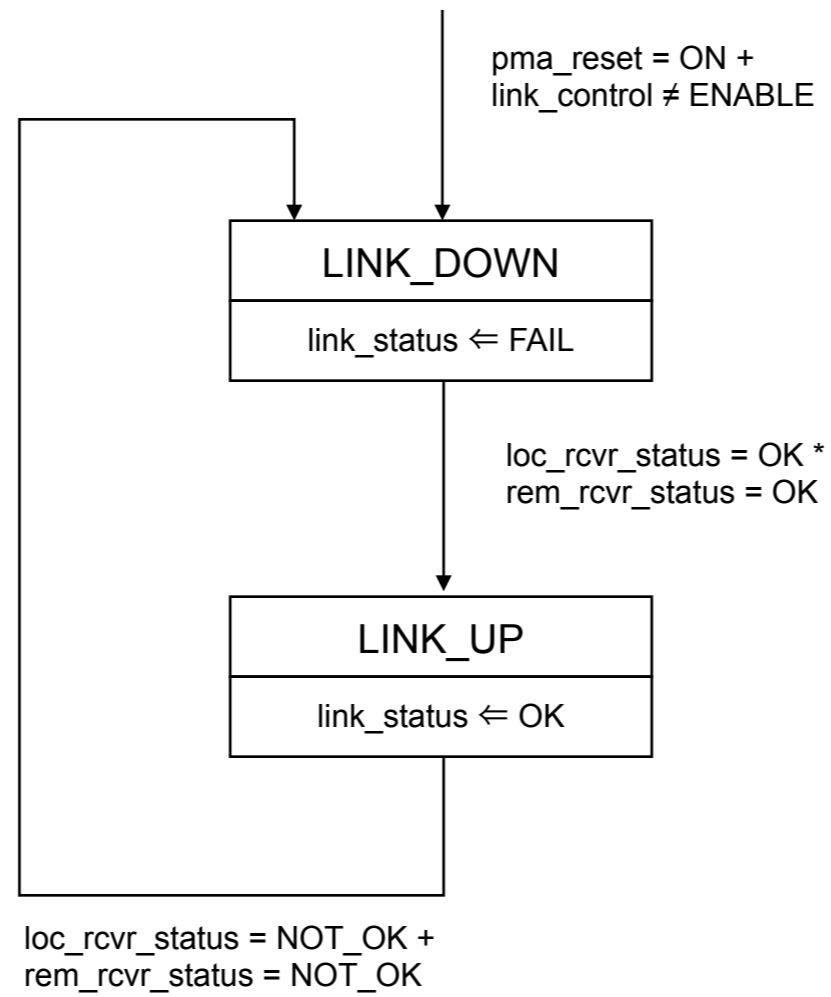 pma_reset = ON +
link_control ≠ ENABLE
LINK_DOWN
link_status ⇐ FAIL
loc_rcvr_status = OK *
rem_rcvr_status = OK
LINK_UP
link_status ⇐ OK
loc_rcvr_status = NOT_OK +
rem_rcvr_status = NOT_OK